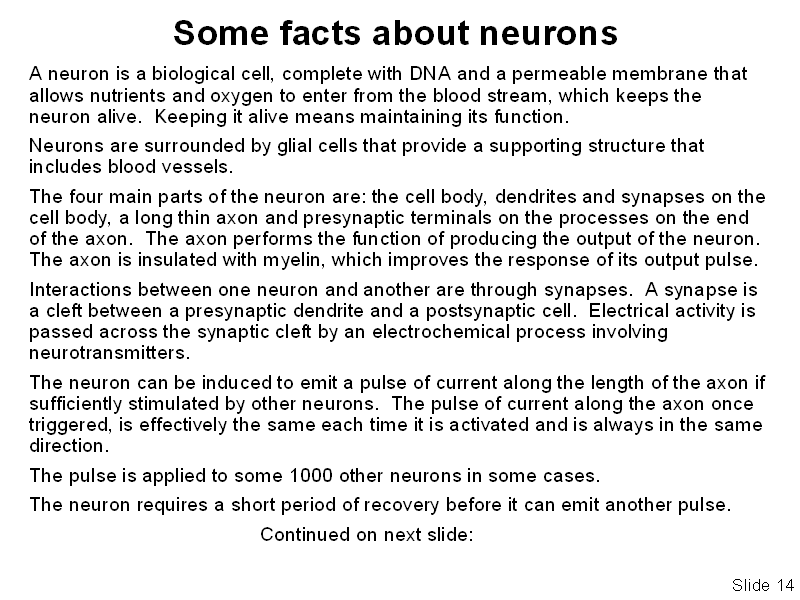 Some facts about neurons
A neuron is a biological cell, complete with DNA and a permeable membrane that
allows nutrients and oxygen to enter from the blood stream, which keeps the
neuron alive.  Keeping it alive means maintaining its function.
Neurons are surrounded by glial cells that provide a supporting structure that
includes blood vessels.
The four main parts of the neuron are: the cell body, dendrites and synapses on the
cell body, a long thin axon and presynaptic terminals on the processes on the end
of the axon.  The axon performs the function of producing the output of the neuron.
The axon is insulated with myelin, which improves the response of its output pulse.
Interactions between one neuron and another are through synapses.  A synapse is
a cleft between a presynaptic dendrite and a postsynaptic cell.  Electrical activity is
passed across the synaptic cleft by an electrochemical process involving
neurotransmitters.
The neuron can be induced to emit a pulse of current along the length of the axon if
sufficiently stimulated by other neurons.  The pulse of current along the axon once
triggered, is effectively the same each time it is activated and is always in the same
direction.
The pulse is applied to some 1000 other neurons in some cases.
The neuron requires a short period of recovery before it can emit another pulse.
Continued on next slide:
Slide 14